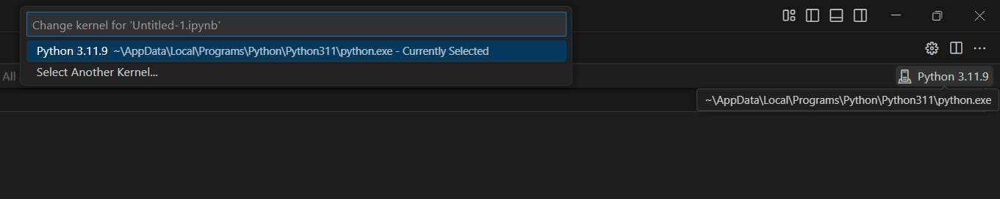 Change kernel for 'Untitled-1.ipynb'
Python 3.11.9 ~\AppData\Local\Programs\Python\Python311\python.exe - Currently Selected
Select Another Kernel...
All
Python 3.11.9
~\AppData\Local\Programs\Python\Python311\python.exe